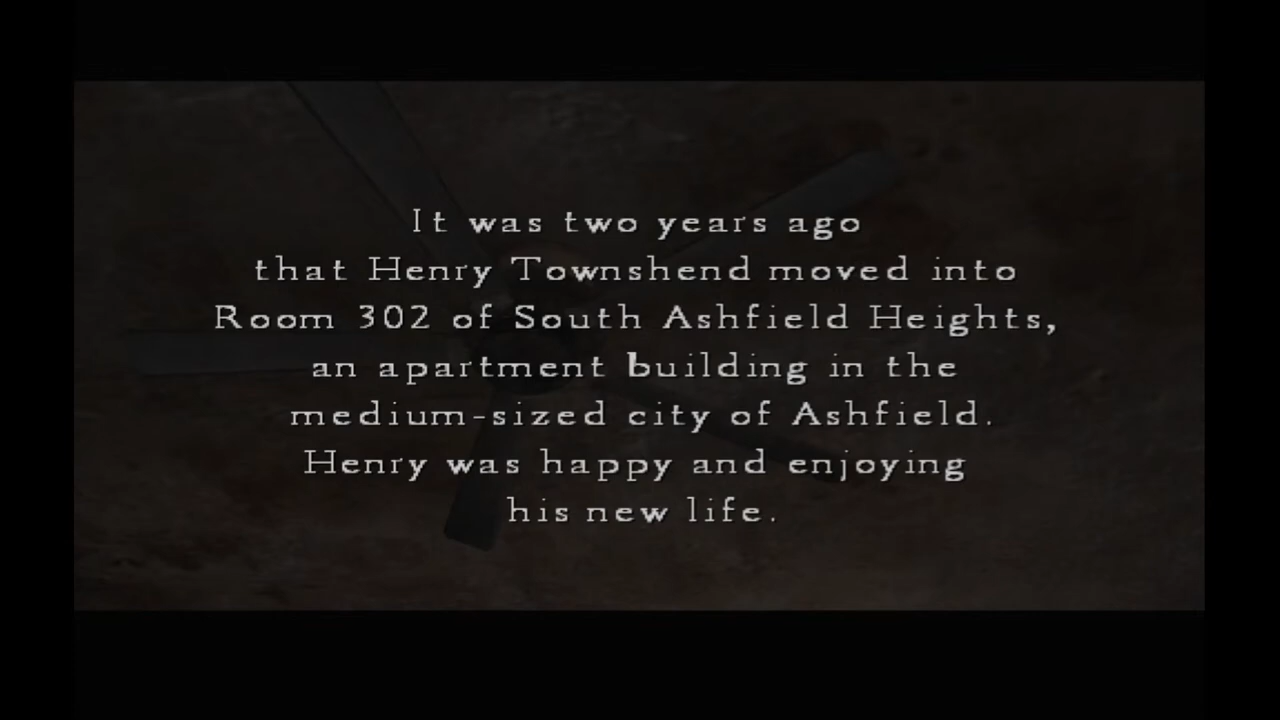 It was two years ago
that Henry Townshend moved into
Room 302 of South Ashfield Heights,
an apartment building in the
medium-sized city of Ashfield.
Henry was happy and enjoying
his new life.